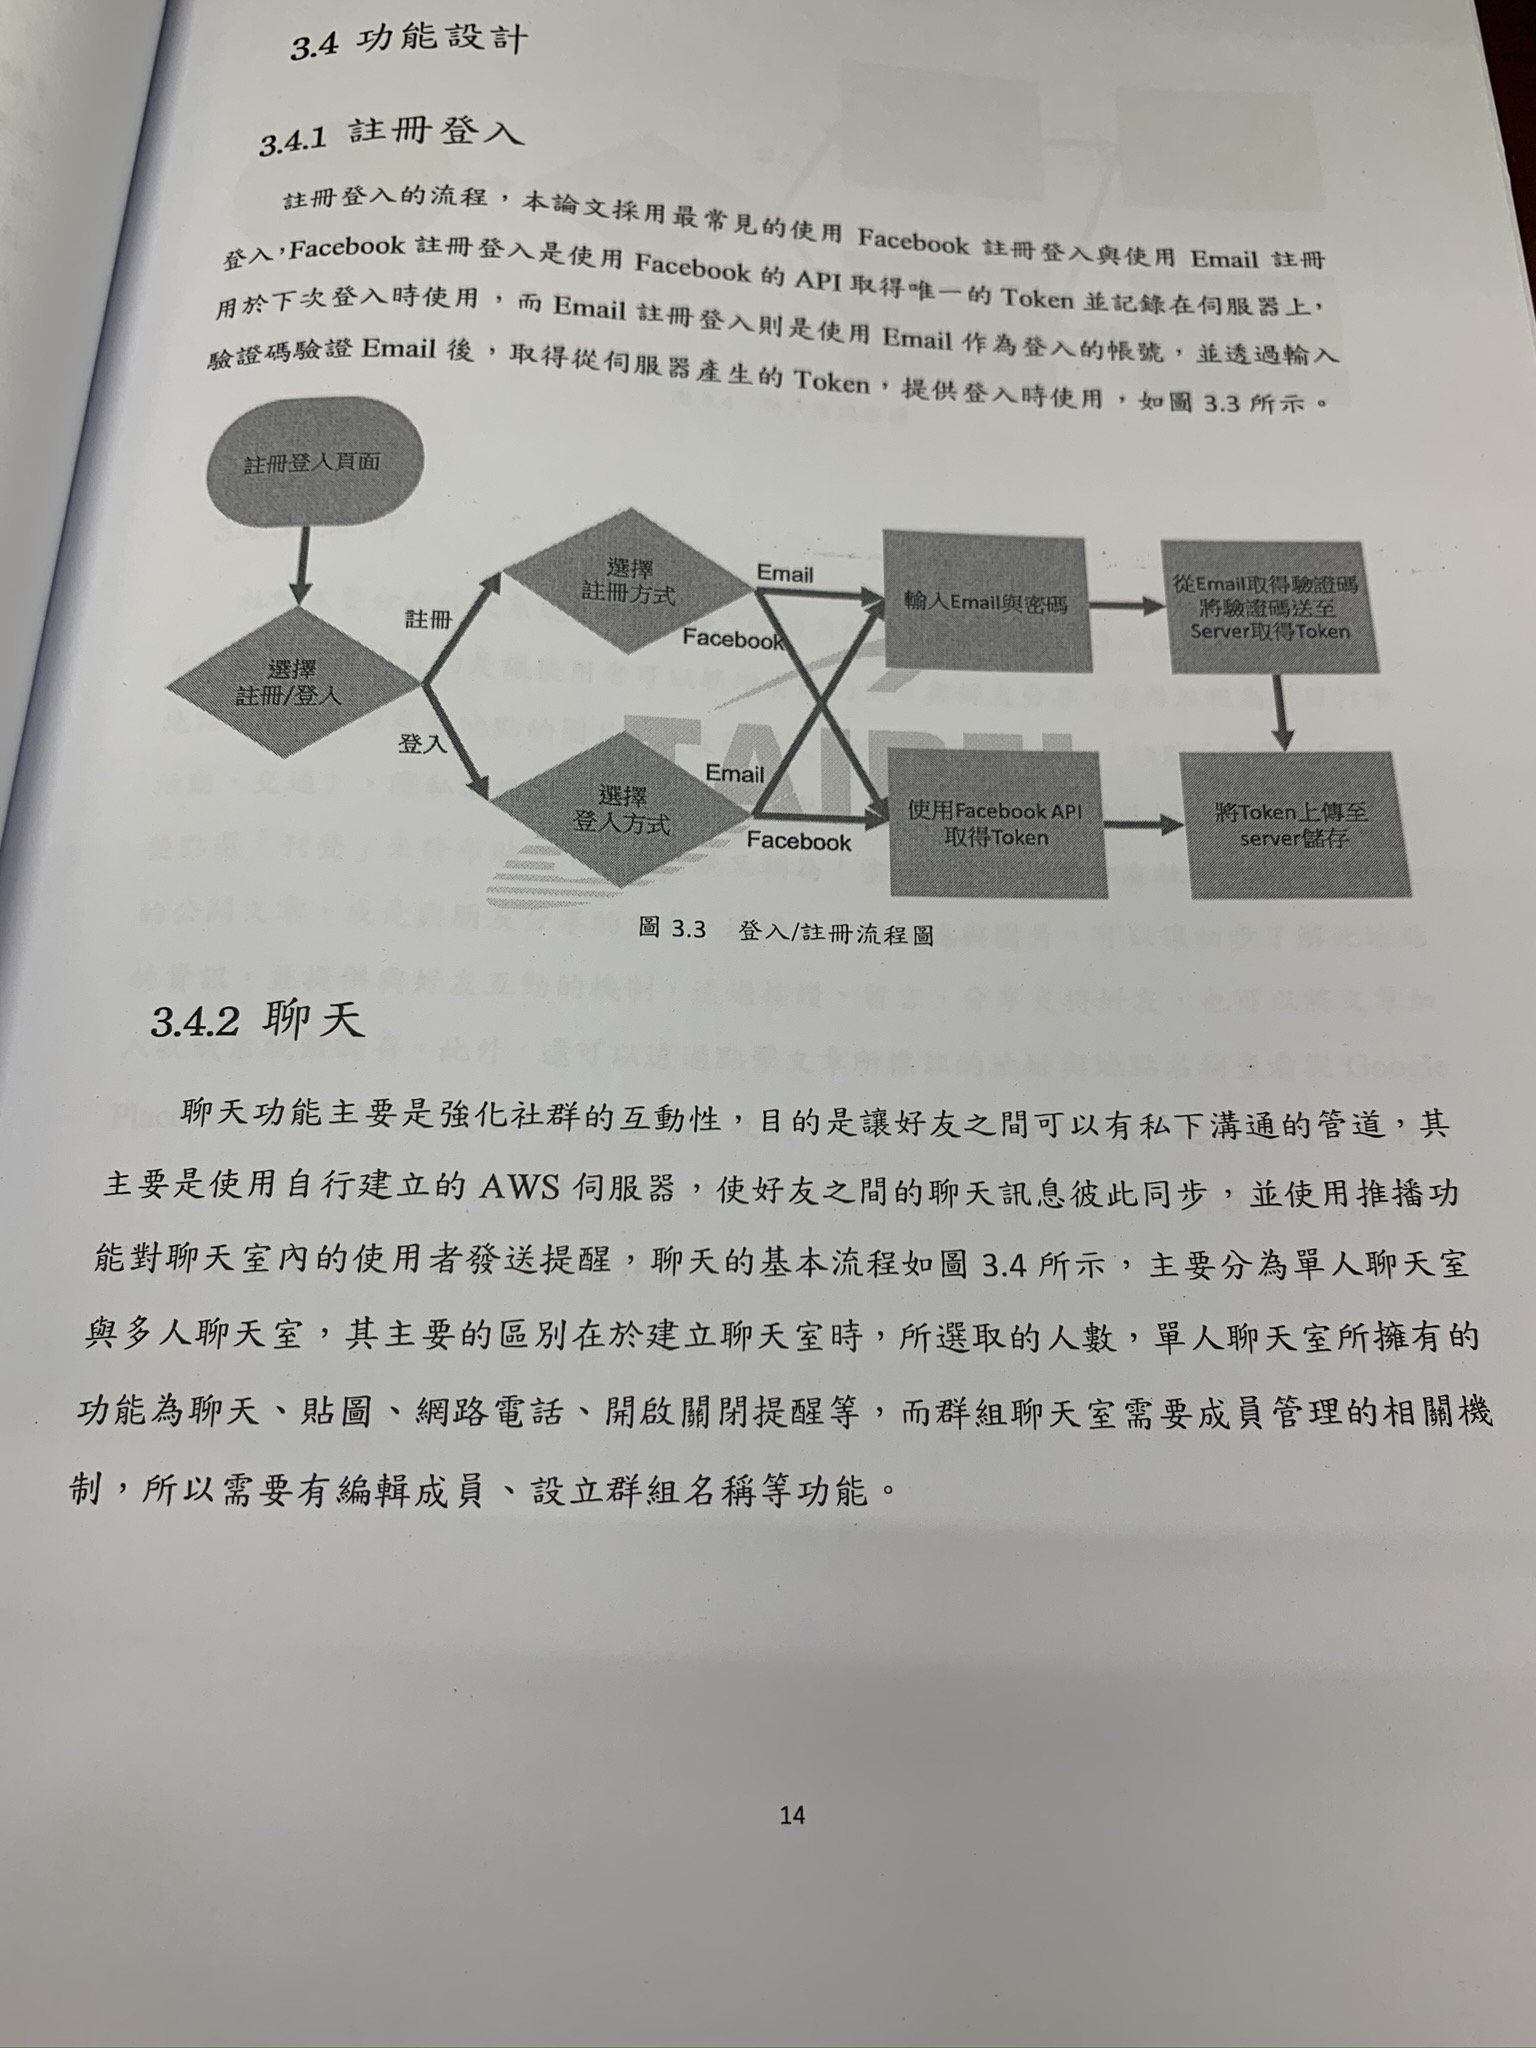 3.4 功能設計
3.4.1 註冊登入
註冊登入的流程，本論文採用最常見的使用 Facebook 註冊登入與使用 Email 註冊
登入，Facebook 註冊登入是使用 Facebook 的 API 取得唯一的 Token 並記錄在伺服器上，
用於下次登入時使用，而 Email 註冊登入則是使用 Email 作為登入的帳號，並透過輸入
驗證碼驗證 Email 後，取得從伺服器產生的 Token，提供登入時使用，如圖 3.3 所示。
註冊登入頁面
選擇
註冊/登入
註冊
登入
選擇
註冊方式
選擇
登入方式
Email
Facebook
Email
Facebook
輸入Email與密碼
從Email取得驗證碼
將驗證碼送至
Server取得Token
使用Facebook API
取得Token
將Token上傳至
server儲存
TAIPEI
圖 3.3 登入/註冊流程圖
3.4.2 聊天
聊天功能主要是強化社群的互動性，目的是讓好友之間可以有私下溝通的管道，其
主要是使用自行建立的 AWS 伺服器，使好友之間的聊天訊息彼此同步，並使用推播功
能對聊天室內的使用者發送提醒，聊天的基本流程如圖 3.4 所示，主要分為單人聊天室
與多人聊天室，其主要的區別在於建立聊天室時，所選取的人數，單人聊天室所擁有的
功能為聊天、貼圖、網路電話、開啟關閉提醒等，而群組聊天室需要成員管理的相關機
制，所以需要有編輯成員、設立群組名稱等功能。
14